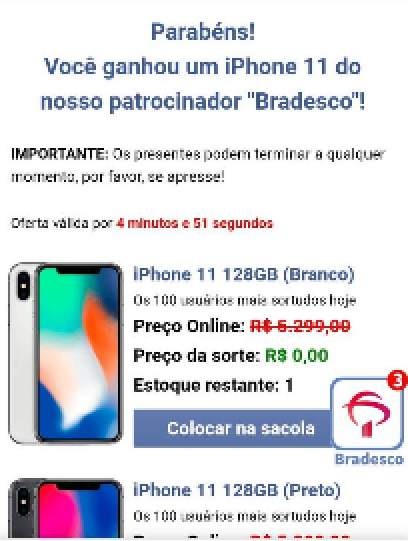 Parabéns!
Você ganhou um iPhone 11 do
nosso patrocinador "Bradesco"!
IMPORTANTE: Os presentes podem terminar a qualquer
momento, por favor, se apresse!
Oferta válida por 4 minutos e 51 segundos
iPhone 11 128GB (Branco)
Os 100 usuários mais sortudos hoje
Preço Online: R$ 5.299,00
Preço da sorte: R$ 0,00
Estoque restante: 1
Colocar na sacola
3
Bradesco
iPhone 11 128GB (Preto)
Os 100 usuários mais sortudos hoje